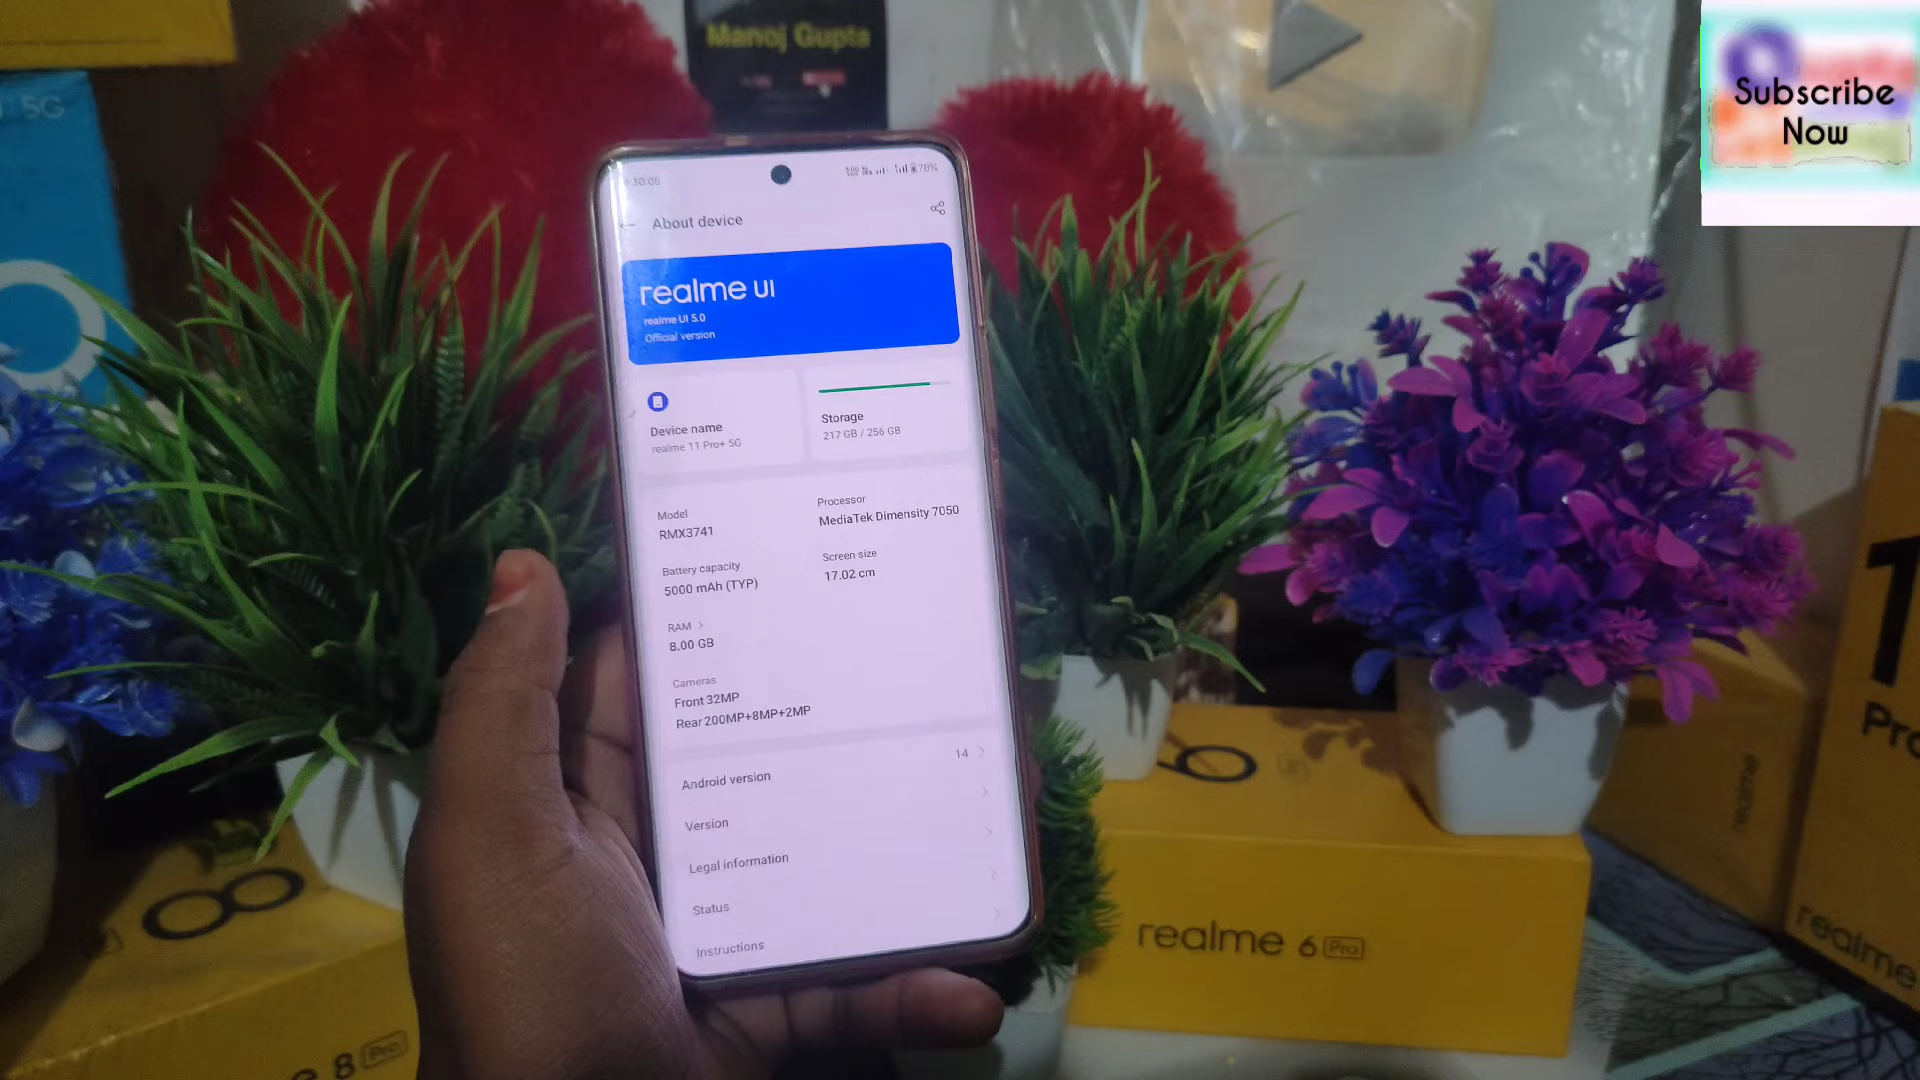 Manoj Gupta
5G
Subscribe
Now
About device
realme UI
realme UI 5.0
Official version
Device name
realme 11 Pro+ 5G
Storage
217 GB / 256 GB
Model
RMX3741
Processor
MediaTek Dimensity 7050
Battery capacity
5000 mAh (TYP)
Screen size
17.02 cm
RAM >
8.00 GB
Cameras
Front 32MP
Rear 200MP+8MP+2MP
Android version 14 >
Version
Legal information
Status
Instructions
6
realme 6 Pro
8
8 Pro
realme
realme